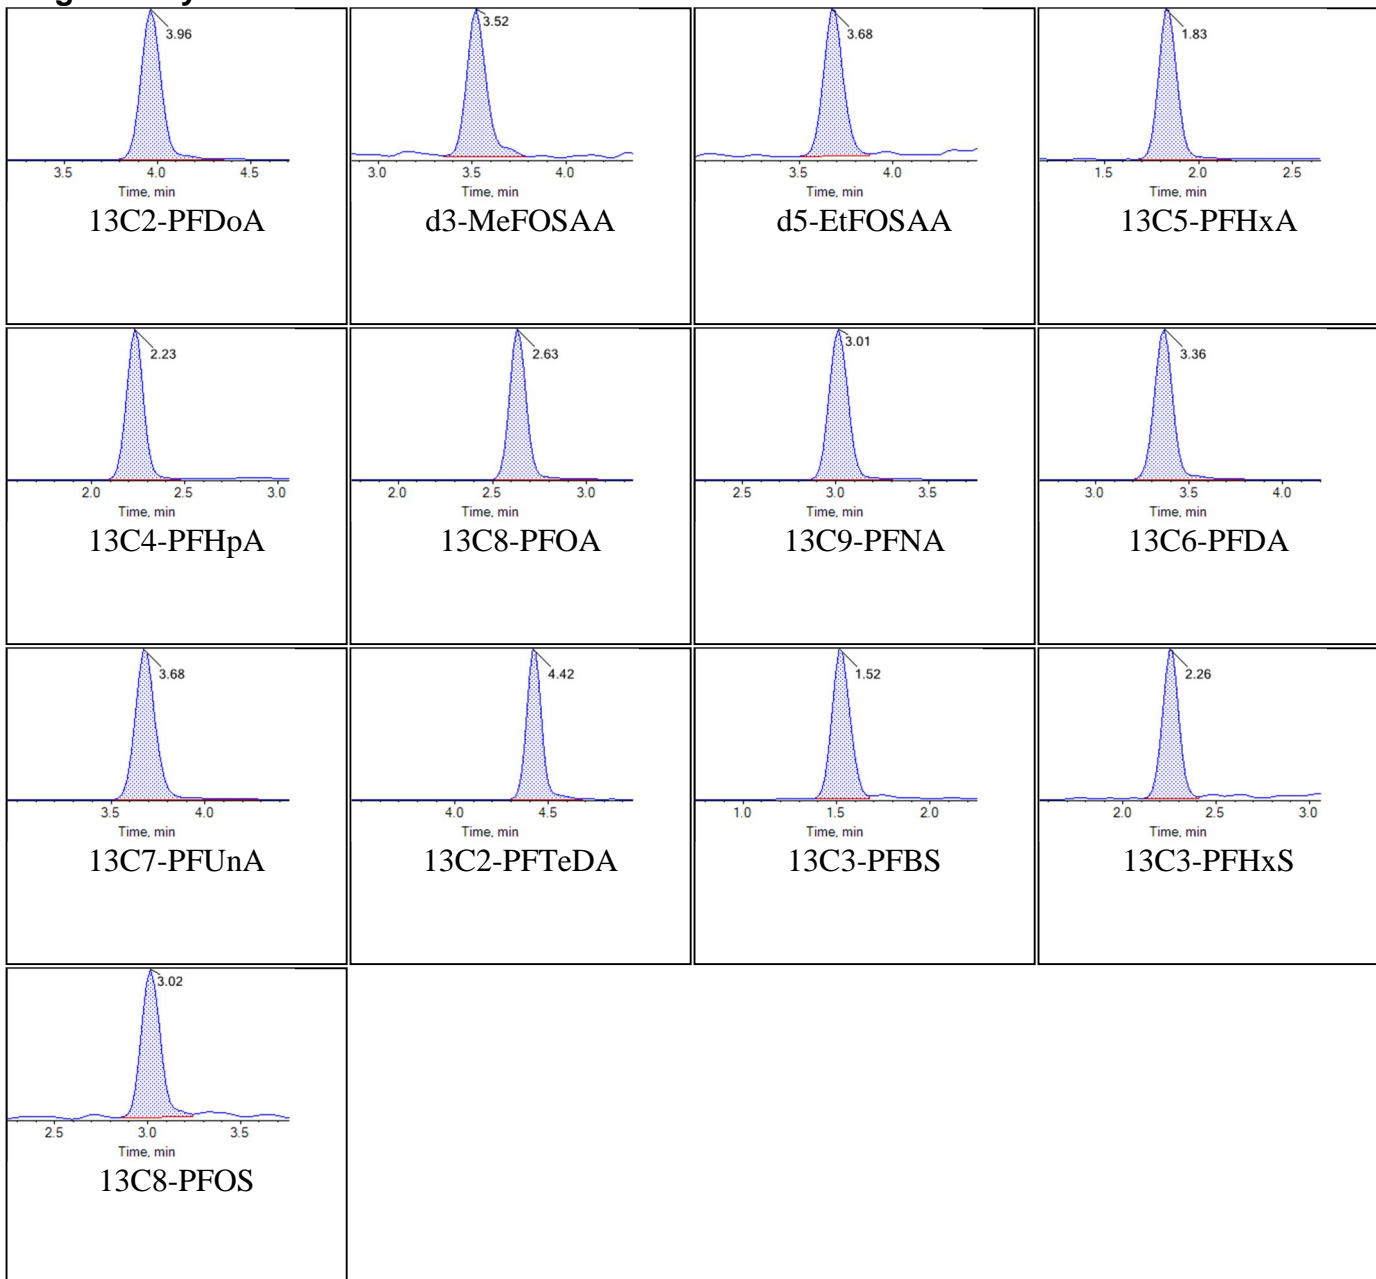 3.96
3.5 4.0 4.5
Time, min
13C2-PFDoA
3.52
3.0 3.5 4.0
Time, min
d3-MeFOSAA
3.68
3.5 4.0
Time, min
d5-EtFOSAA
1.83
1.5 2.0 2.5
Time, min
13C5-PFHxA
2.23
2.0 2.5 3.0
Time, min
13C4-PFHpA
2.63
2.0 2.5 3.0
Time, min
13C8-PFOA
3.01
2.5 3.0 3.5
Time, min
13C9-PFNA
3.36
3.0 3.5 4.0
Time, min
13C6-PFDA
3.68
3.5 4.0
Time, min
13C7-PFUnA
4.42
4.0 4.5
Time, min
13C2-PFTeDA
1.52
1.0 1.5 2.0
Time, min
13C3-PFBS
2.26
2.0 2.5 3.0
Time, min
13C3-PFHxS
3.02
2.5 3.0 3.5
Time, min
13C8-PFOS